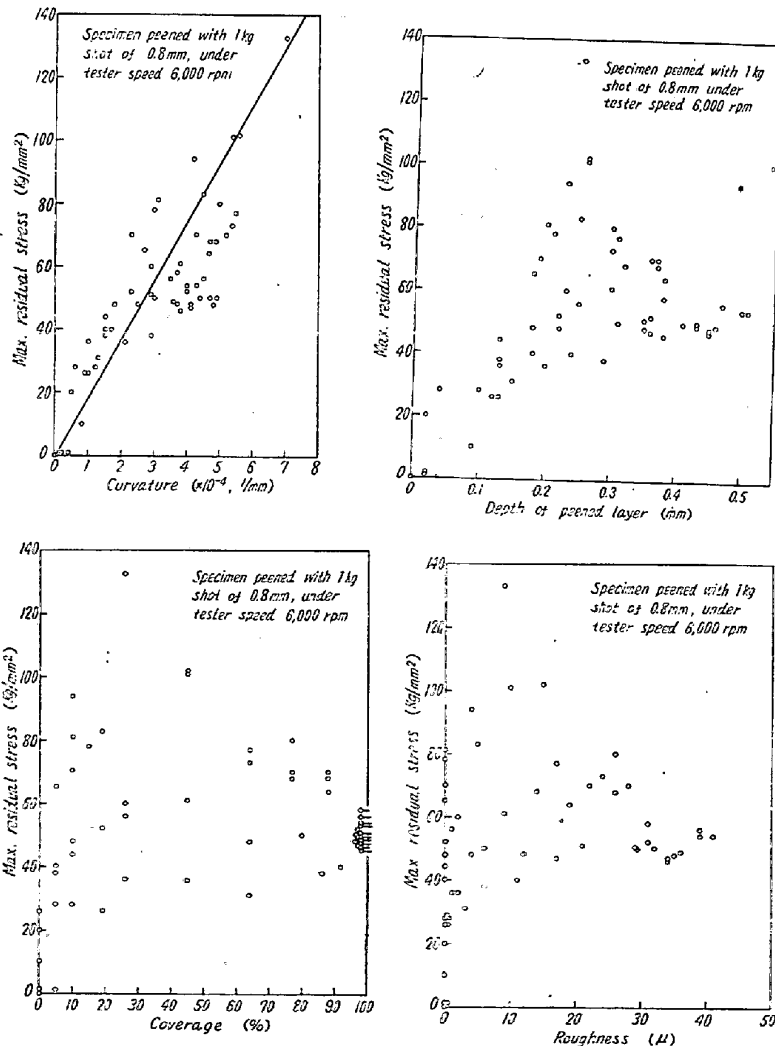 Max. residual stress (Kg/mm²)
140
120
100
80
60
40
20
0
Specimen peened with 1kg
shot of 0.8mm, under
tester speed 6,000 rpm
0 1 2 3 4 5 6 7 8
Curvature (×10⁻⁴, 1/mm)
Max. residual stress (Kg/mm²)
140
120
100
80
60
40
20
0
Specimen peened with 1kg
shot of 0.8mm under
tester speed 6,000 rpm
0 0.1 0.2 0.3 0.4 0.5
Depth of peened layer (mm)
Max. residual stress (Kg/mm²)
140
120
100
80
60
40
20
0
Specimen peened with 1kg
shot of 0.8mm, under
tester speed 6,000 rpm
0 10 20 30 40 50 60 70 80 90 100
Coverage (%)
Max residual stress (Kg/mm²)
140
120
100
80
60
40
20
0
Specimen peened with 1kg
shot of 0.8mm, under
tester speed 6,000 rpm
0 10 20 30 40 50
Roughness (μ)